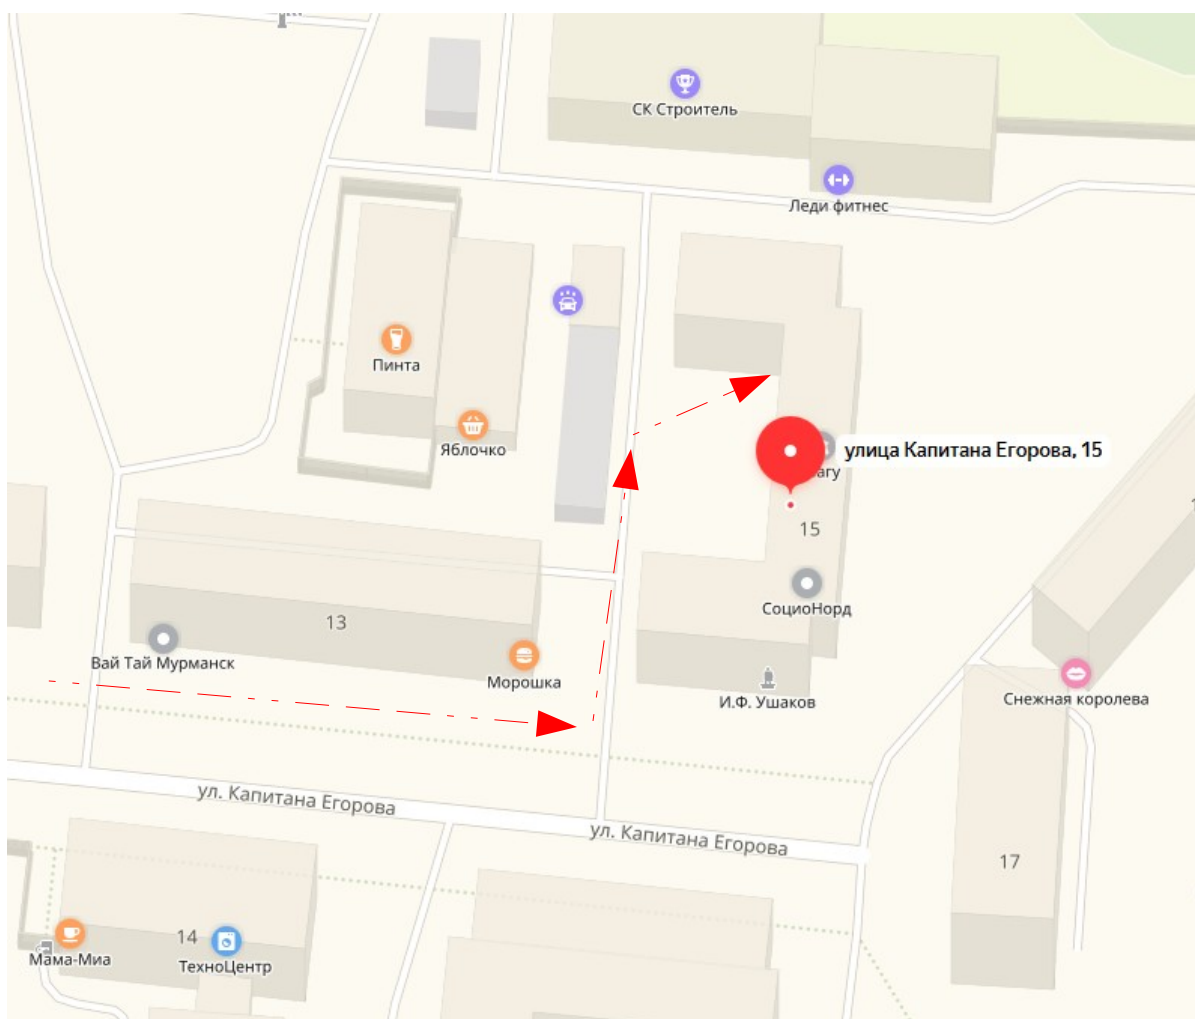 СК Строитель
Леди фитнес
Пинта
Яблочко
улица Капитана Егорова, 15
агу
15
13
СоциоНорд
Вай Тай Мурманск
Морошка
И.Ф. Ушаков
Снежная королева
ул. Капитана Егорова
ул. Капитана Егорова
17
14
Мама-Миа
ТехноЦентр